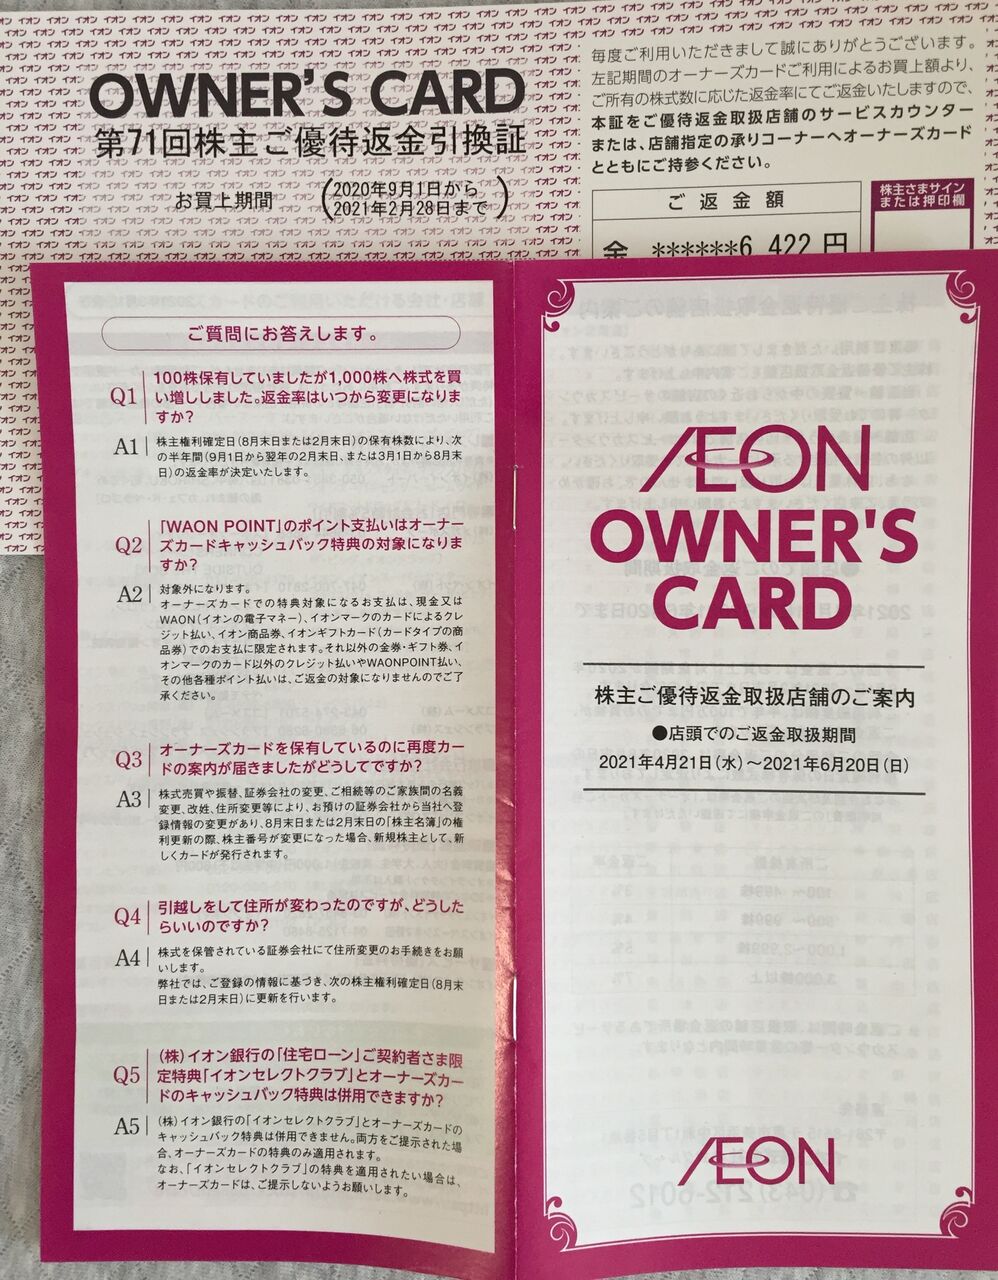 OWNER'S CARD
第71回株主ご優待返金引換証
お買上期間
(2020年9月1日から
2021年2月28日まで)
毎度ご利用いただきまして誠にありがとうございます。
左記期間のオーナーズカードご利用によるお買上額より、
ご所有の株式数に応じた返金率にてご返金いたしますので、
本証をご優待返金取扱店舗のサービスカウンター
または、店舗指定の承りコーナーへオーナーズカード
とともにご持参ください。
ご返金額
金 ******6 422 円
株主さまサイン
または押印欄
ご質問にお答えします。
Q1 100株保有していましたが1,000株へ株式を買
い増ししました。返金率はいつから変更になりま
すか?
A1 株主権利確定日(8月末日または2月末日)の保有株数により、次
の半年間(9月1日から翌年の2月末日、または3月1日から8月末
日)の返金率が決定いたします。
Q2 「WAON POINT」のポイント支払いはオーナー
ズカードキャッシュバック特典の対象になりま
すか?
A2 対象外になります。
オーナーズカードでの特典対象になるお支払は、現金又は
WAON(イオンの電子マネー)、イオンマークのカードによるクレ
ジット払い、イオン商品券、イオンギフトカード(カードタイプの商
品券)でのお支払に限定されます。それ以外の金券・ギフト券、イ
オンマークのカード以外のクレジット払いやWAONPOINT払い、
その他各種ポイント払いは、ご返金の対象になりませんのでご了
承ください。
Q3 オーナーズカードを保有しているのに再度カー
ドの案内が届きましたがどうしてですか?
A3 株式売買や振替、証券会社の変更、ご相続等のご家族間の名義
変更、改姓、住所変更等により、お預けの証券会社から当社へ登
録情報の変更があり、8月末日または2月末日の「株主名簿」の権
利更新の際、株主番号が変更になった場合、新規株主として、新
しくカードが発行されます。
Q4 引越しをして住所が変わったのですが、どうした
らいいのですか?
A4 株式を保管されている証券会社にて住所変更のお手続きをお願
いします。
弊社では、ご登録の情報に基づき、次の株主権利確定日(8月末
日または2月末日)に更新を行います。
Q5 (株)イオン銀行の「住宅ローン」ご契約者さま限
定特典「イオンセレクトクラブ」とオーナーズカー
ドのキャッシュバック特典は併用できますか?
A5 (株)イオン銀行の「イオンセレクトクラブ」とオーナーズカードの
キャッシュバック特典は併用できません。両方をご提示された場
合、オーナーズカードの特典のみ適用されます。
なお、「イオンセレクトクラブ」の特典を適用されたい場合は、
オーナーズカードは、ご提示しないようお願いします。
ÆON
OWNER'S
CARD
株主ご優待返金取扱店舗のご案内
●店頭でのご返金取扱期間
2021年4月21日(水)~2021年6月20日(日)
ÆON